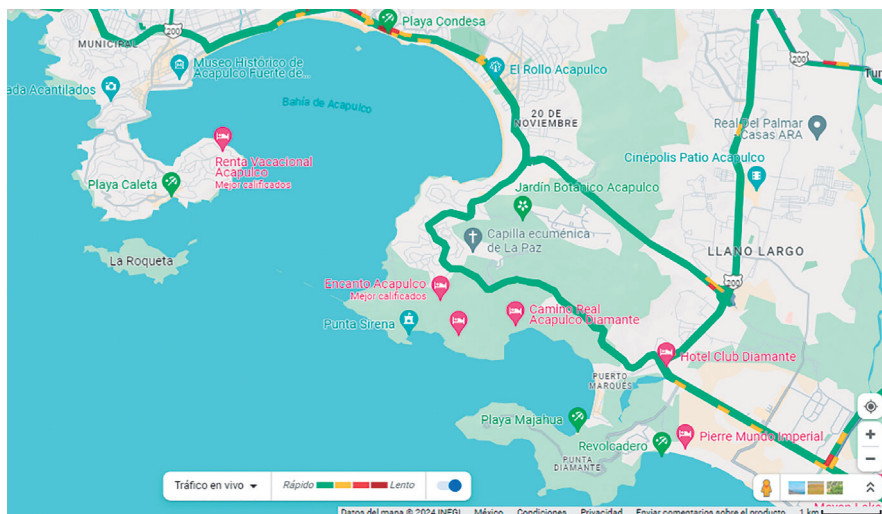 Playa Condesa
200
MUNICIPAL
Museo Histórico de
Acapulco Fuerte de...
ada Acantilados
El Rollo Acapulco
200
Tur
Bahía de Acapulco
20 DE
NOVIEMBRE
Real Del Palmar
Casas ARA
Renta Vacacional
Acapulco
Mejor calificados
Cinépolis Patio Acapulco
Playa Caleta
Jardín Botánico Acapulco
Capilla ecuménica
de La Paz
LLANO LARGO
La Roqueta
200
Encanto Acapulco
Mejor calificados
Camino Real
Acapulco Diamante
Punta Sirena
Hotel Club Diamante
PUERTO
MARQUÉS
Playa Majahua
Pierre Mundo Imperial
Revolcadero
PUNTA
DIAMANTE
Tráfico en vivo
Rápido
Lento
Datos del mapa © 2024 INEGI
México
Condiciones
Privacidad
Enviar comentarios sobre el producto
1 km